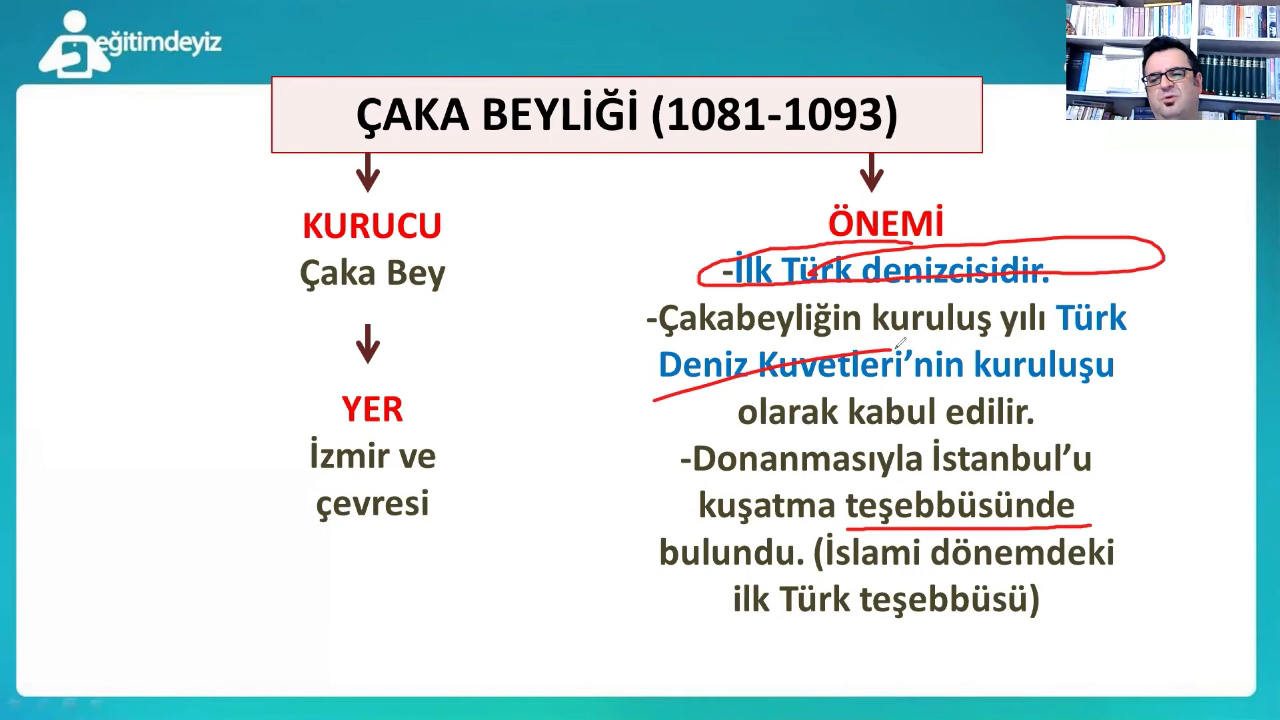 eğitimdeyiz
ÇAKA BEYLİĞİ (1081-1093)
KURUCU
Çaka Bey
YER
İzmir ve
çevresi
ÖNEMİ
-İlk Türk denizcisidir.
-Çakabeyliğin kuruluş yılı Türk
Deniz Kuvetleri’nin kuruluşu
olarak kabul edilir.
-Donanmasıyla İstanbul’u
kuşatma teşebbüsünde
bulundu. (İslami dönemdeki
ilk Türk teşebbüsü)